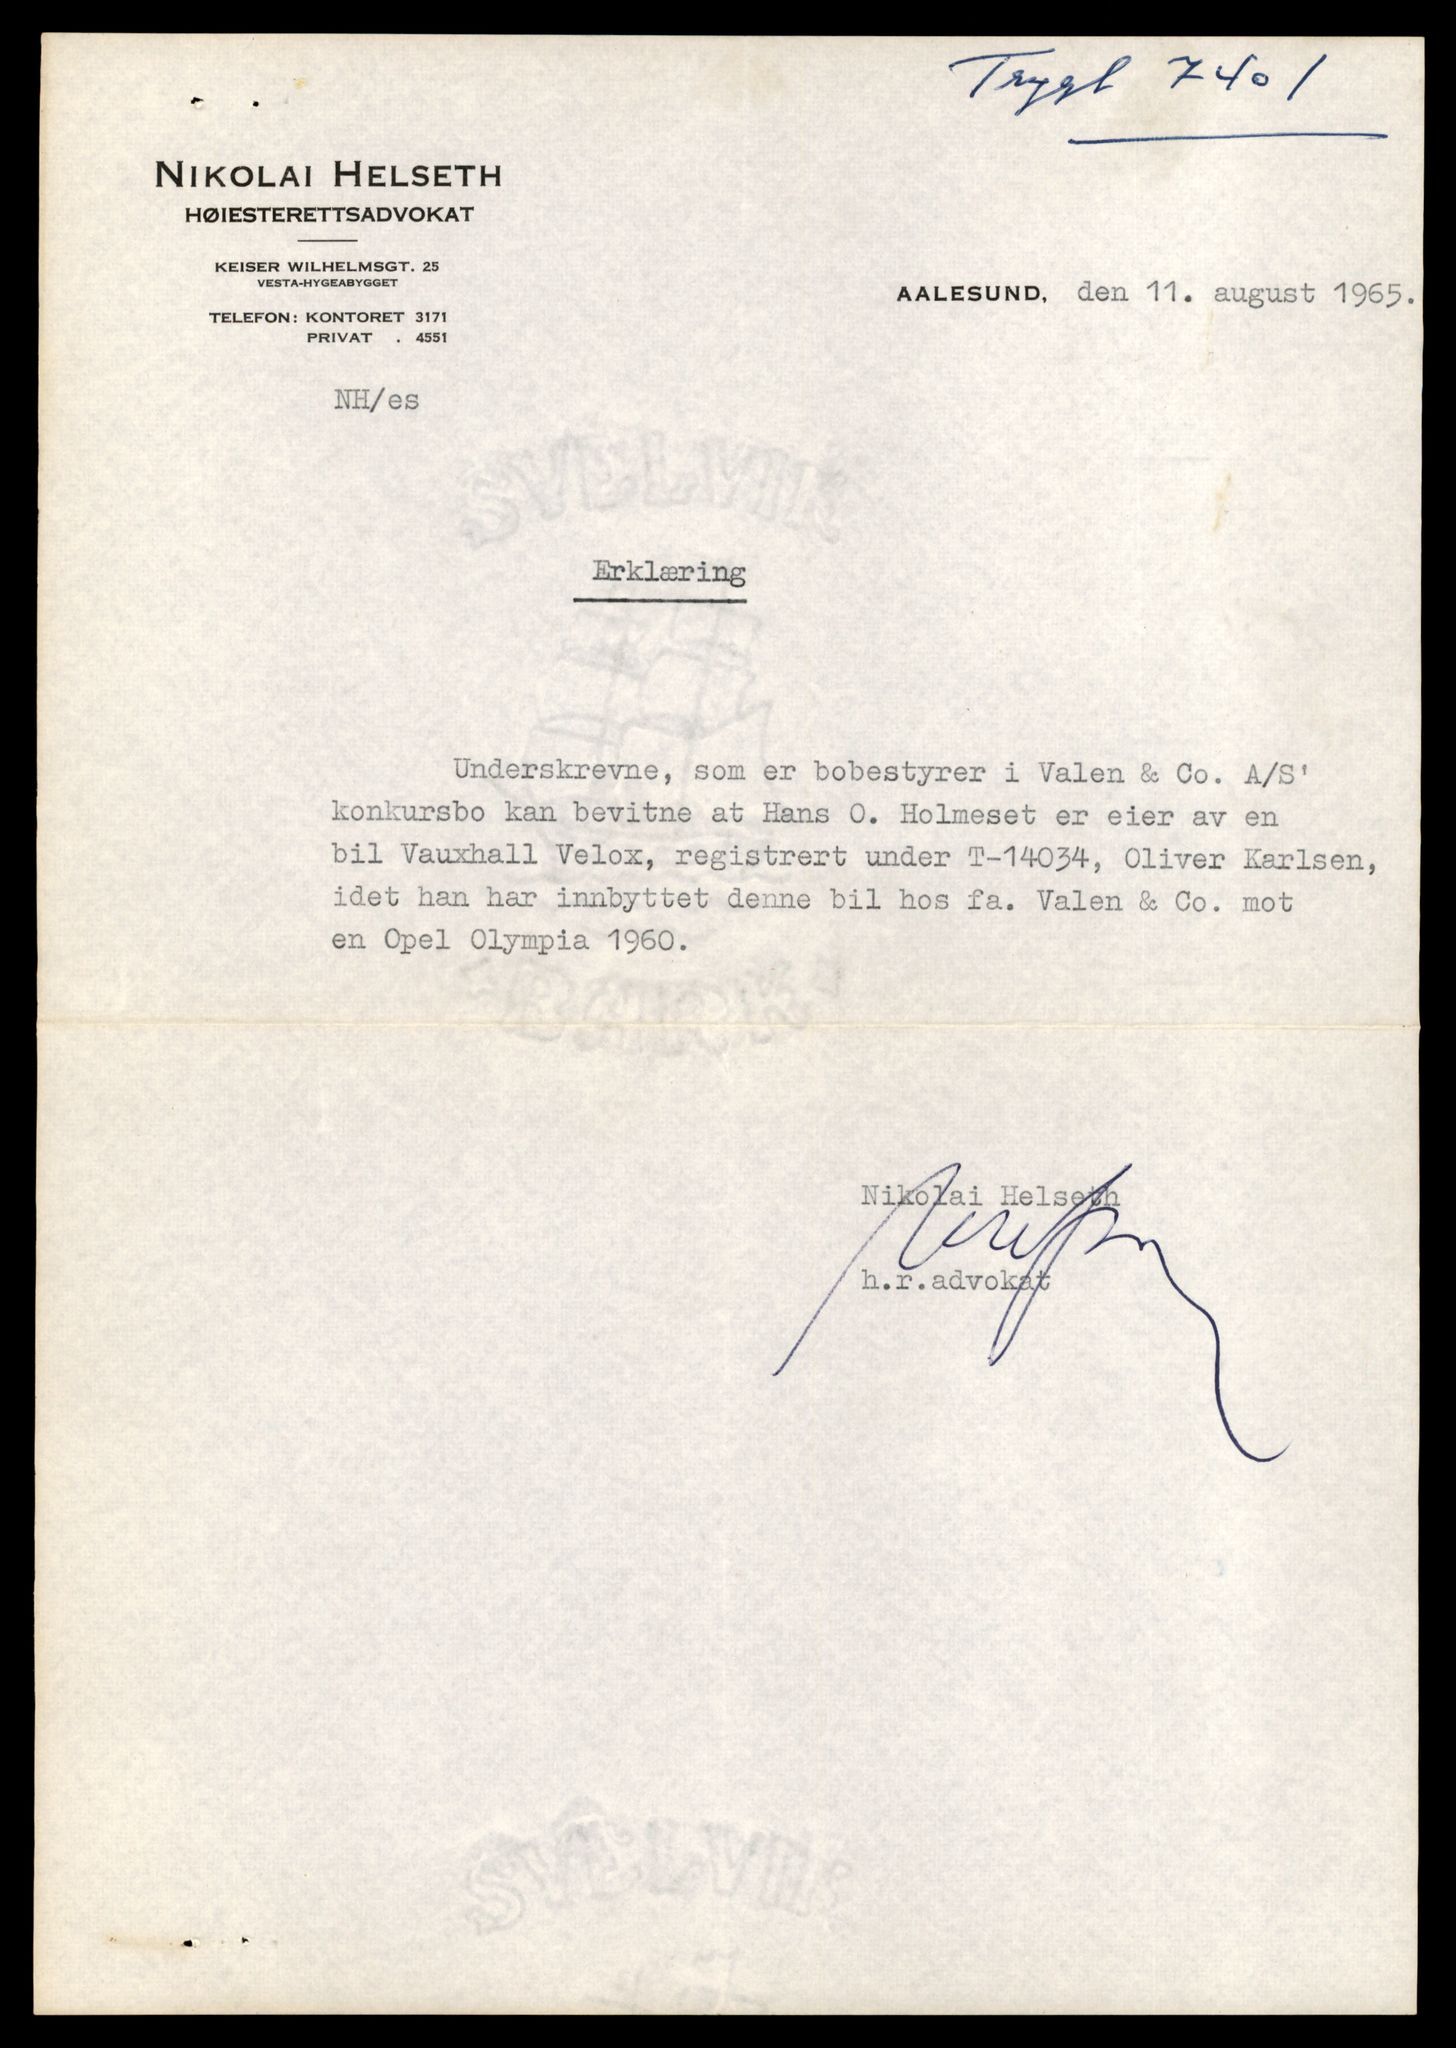 Trygd 7401
NIKOLAI HELSETH
HØIESTERETTSADVOKAT
KEISER WILHELMSGT. 25
VESTA-HYGEABYGGET
TELEFON: KONTORET 3171
PRIVAT . 4551
AALESUND, den 11. august 1965.
NH/es
Erklæring
Underskrevne, som er bobestyrer i Valen & Co. A/S'
konkursbo kan bevitne at Hans O. Holmeset er eier av en
bil Vauxhall Velox, registrert under T-14034, Oliver Karlsen,
idet han har innbyttet denne bil hos fa. Valen & Co. mot
en Opel Olympia 1960.
Nikolai Helseth
h.r.advokat